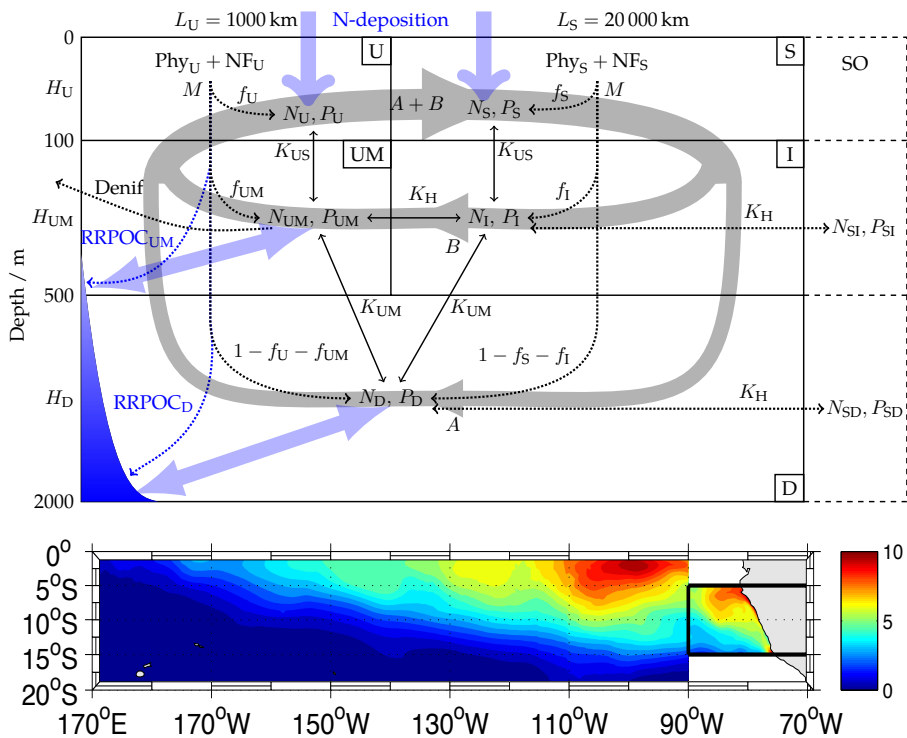 L_U = 1000 km N-deposition L_S = 20 000 km
0 U S SO
Phy_U + NF_U Phy_S + NF_S
H_U M f_U A + B f_S M
N_U, P_U N_S, P_S
100 K_US UM K_US I
Denif f_UM K_H f_I K_H
H_UM N_UM, P_UM N_I, P_I N_SI, P_SI
RRPOC_UM B
500
K_UM K_UM
1 − f_U − f_UM 1 − f_S − f_I
H_D RRPOC_D N_D, P_D K_H
A N_SD, P_SD
2000 D
Depth / m
0°
5°S
10°S
15°S
20°S
170°E 170°W 150°W 130°W 110°W 90°W 70°W
10
5
0